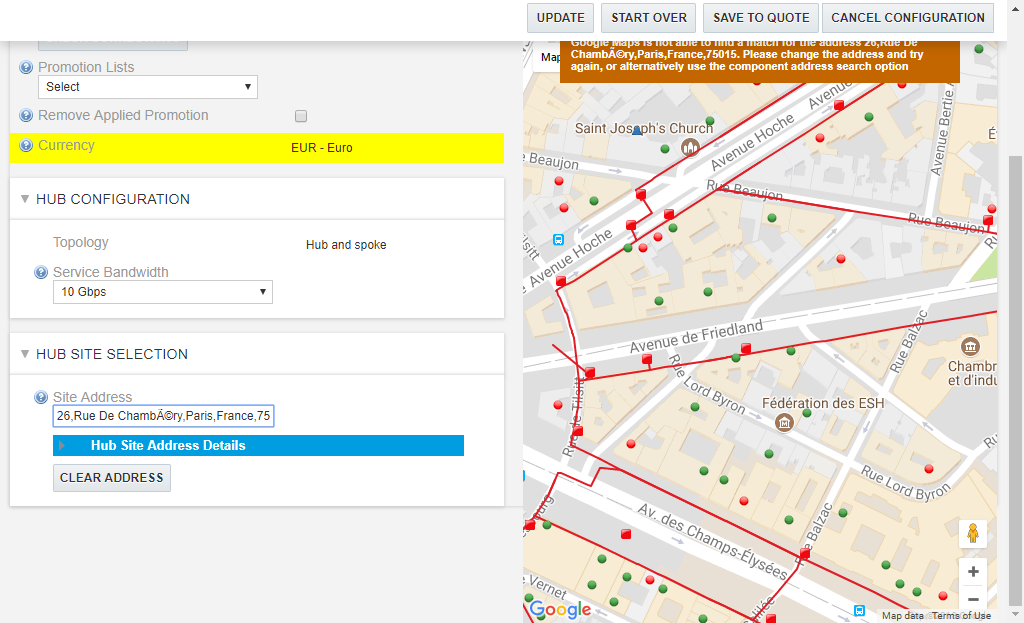 UPDATE
START OVER
SAVE TO QUOTE
CANCEL CONFIGURATION
Promotion Lists
Select
Remove Applied Promotion
Currency
EUR - Euro
HUB CONFIGURATION
Topology
Hub and spoke
Service Bandwidth
10 Gbps
HUB SITE SELECTION
Site Address
26,Rue De ChambÃ©ry,Paris,France,75
Hub Site Address Details
CLEAR ADDRESS
Map
Google Maps is not able to find a match for the address 26,Rue De
ChambÃ©ry,Paris,France,75015. Please change the address and try
again, or alternatively use the component address search option
Avenue
Saint Joseph's Church
Avenue Hoche
Avenue Bertie
e Beaujon
Rue Beaujon
Rue Beaujon
Avenue Hoche
Avenue de Friedland
Rue Balzac
Chambr
et d'indu
Rue Lord Byron
Fédération des ESH
Rue de Tilsitt
Rue Lord Byron
Av. des Champs-Élysées
Rue Balzac
e Vernet
Google
Map data
Terms of Use